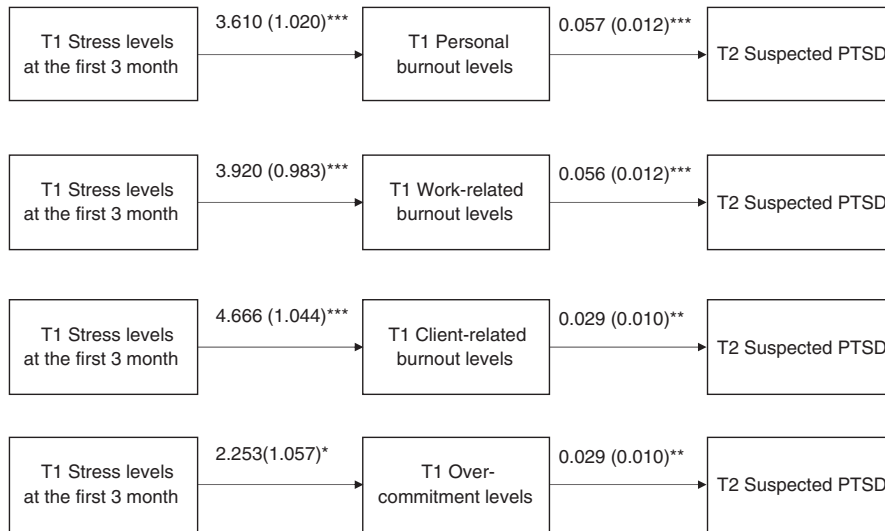 3.610 (1.020)***
0.057 (0.012)***
T1 Stress levels
at the first 3 month
T1 Personal
burnout levels
T2 Suspected PTSD
3.920 (0.983)***
0.056 (0.012)***
T1 Stress levels
at the first 3 month
T1 Work-related
burnout levels
T2 Suspected PTSD
4.666 (1.044)***
0.029 (0.010)**
T1 Stress levels
at the first 3 month
T1 Client-related
burnout levels
T2 Suspected PTSD
2.253(1.057)*
0.029 (0.010)**
T1 Stress levels
at the first 3 month
T1 Over-
commitment levels
T2 Suspected PTSD